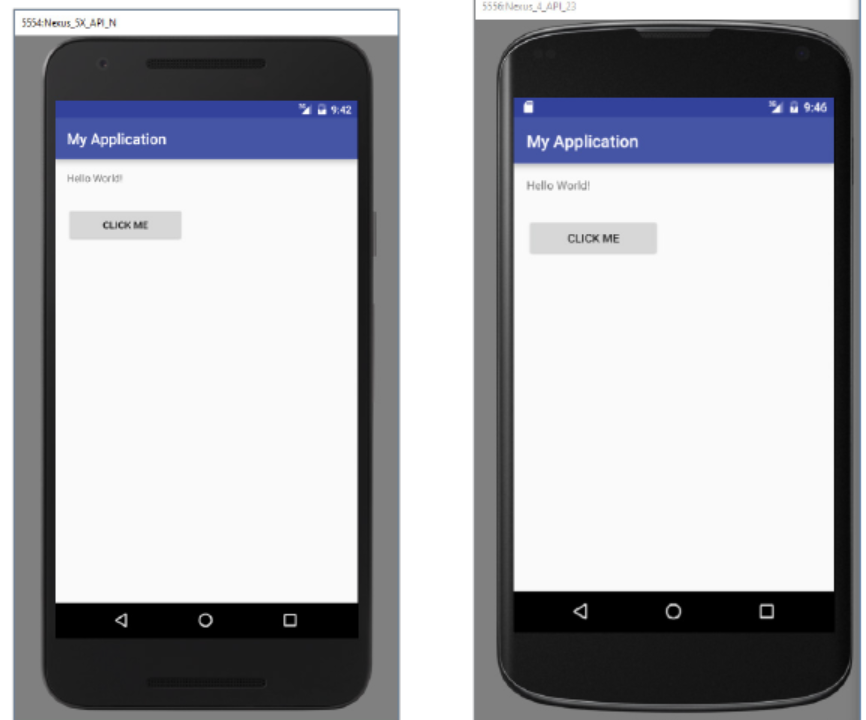 5554:Nexus_5X_API_N
9:42
My Application
Hello World!
CLICK ME
5556:Nexus_4_API_23
9:46
My Application
Hello World!
CLICK ME